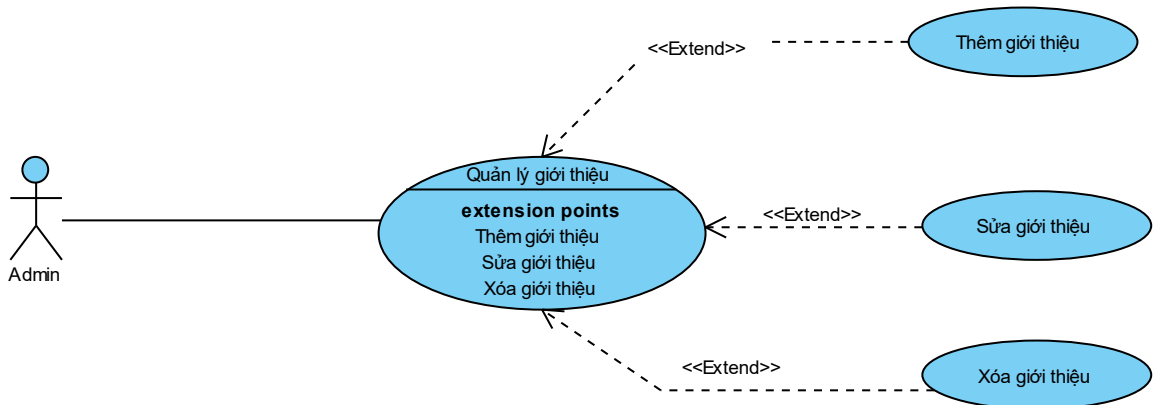 <<Extend>>
Thêm giới thiệu
Quản lý giới thiệu
extension points
Thêm giới thiệu
Sửa giới thiệu
Xóa giới thiệu
Admin
<<Extend>>
Sửa giới thiệu
<<Extend>>
Xóa giới thiệu